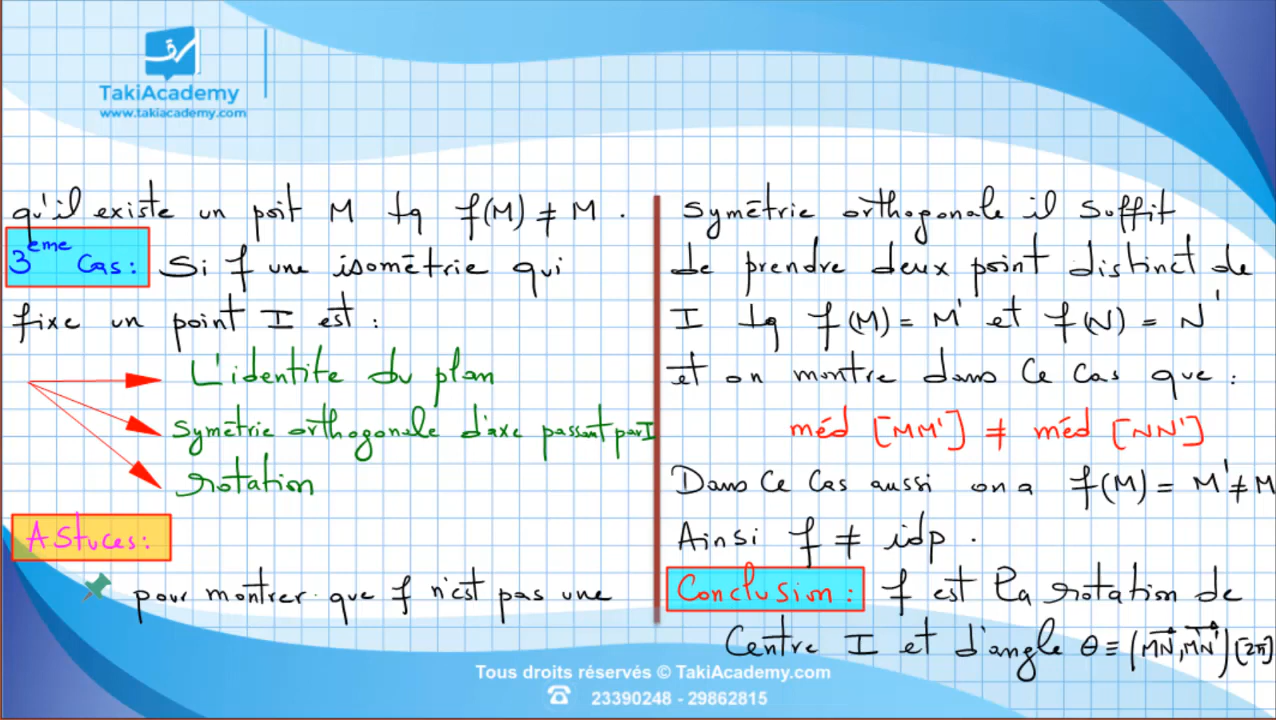 TakiAcademy
www.takiacademy.com
qu'il existe un poit M tq f(M) ≠ M .
3ème Cas: Si f une isométrie qui
fixe un point I est :
L'identite du plan
symétrie orthogonale d'axe passant par I
rotation
Astuces:
pour montrer que f n'est pas une
symétrie orthogonale il suffit
de prendre deux point distinct de
I tq f(M) = M' et f(N) = N'
et on montre dans ce cas que :
méd [MM'] ≠ méd [NN']
Dans ce cas aussi on a f(M) = M' ≠ M
Ainsi f ≠ idp .
Conclusion : f est la rotation de
centre I et d'angle θ ≡ (MN→, M'N'→) [2π]
Tous droits réservés © TakiAcademy.com
23390248 - 29862815